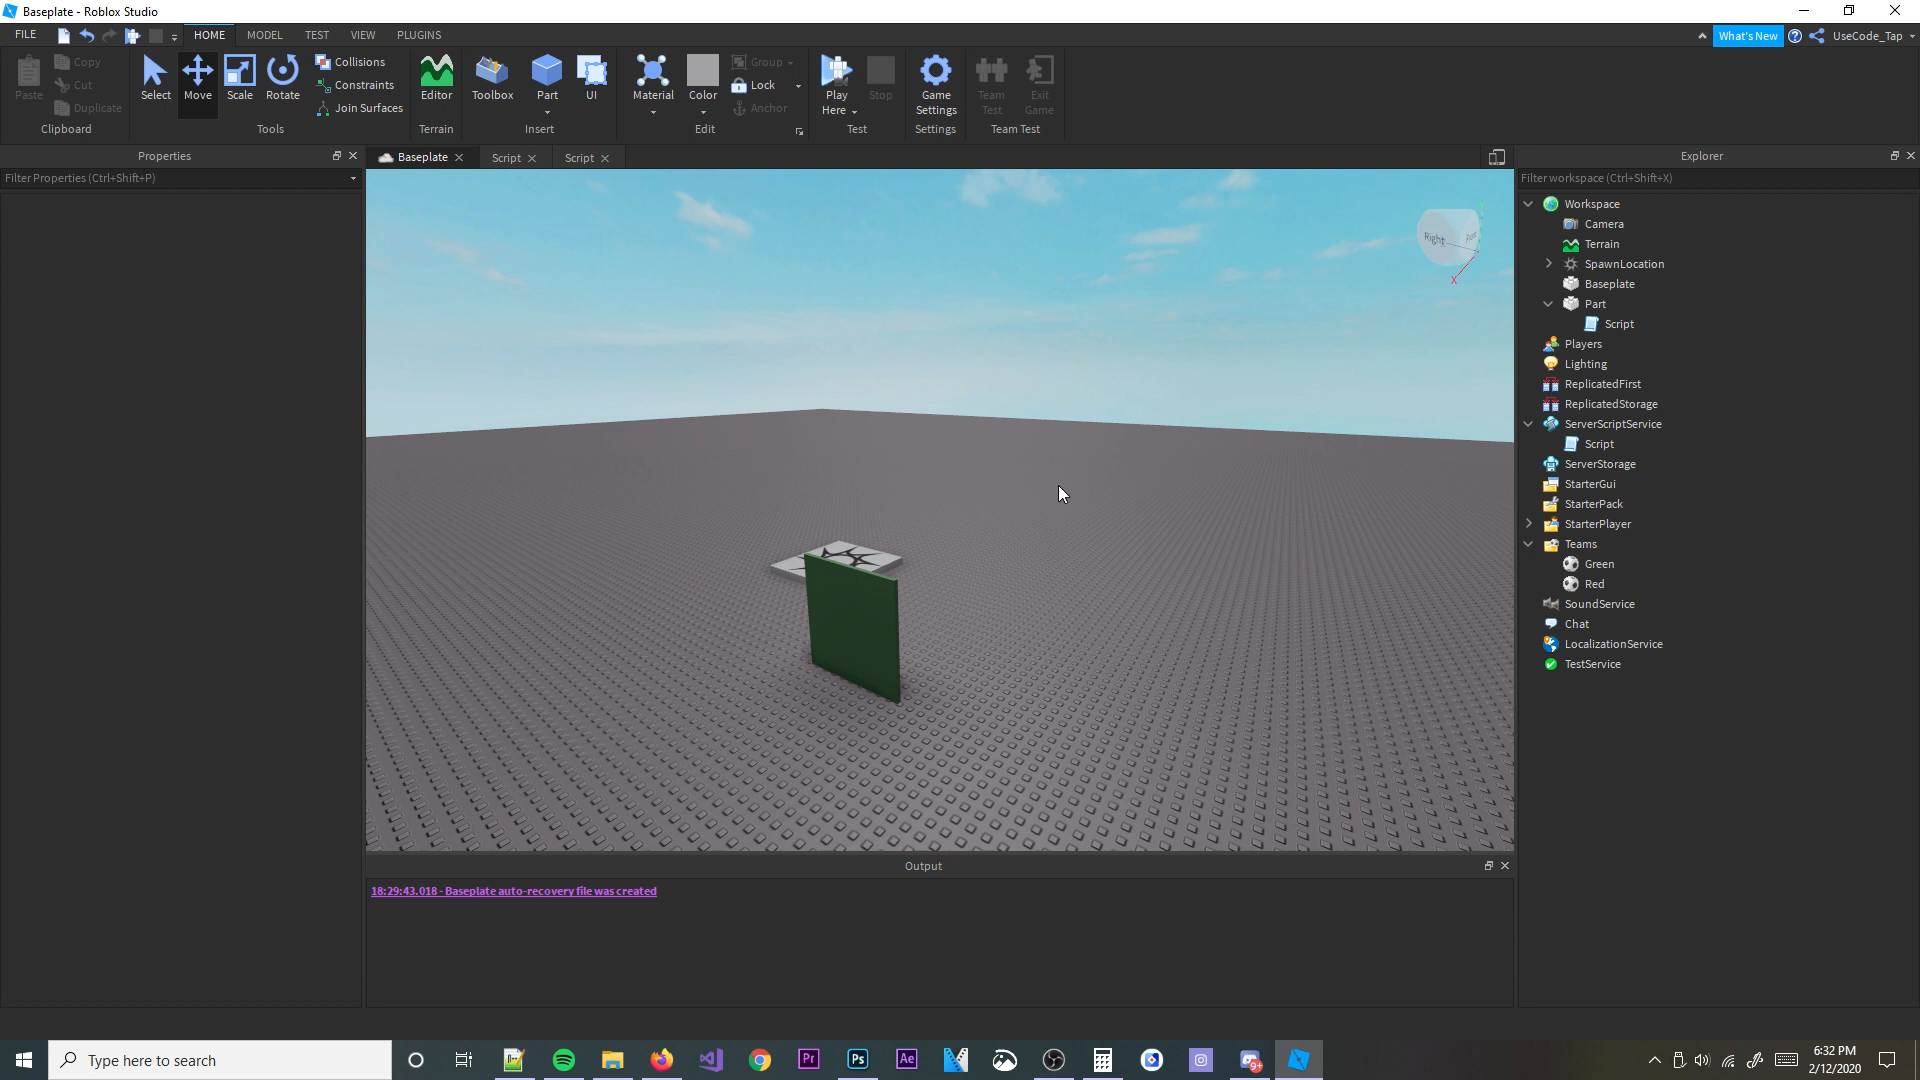 Baseplate - Roblox Studio
FILE HOME MODEL TEST VIEW PLUGINS What's New UseCode_Tap
Paste Copy Cut Duplicate
Clipboard
Select Move Scale Rotate Collisions Constraints Join Surfaces
Tools
Editor
Terrain
Toolbox Part UI
Insert
Material Color Group Lock Anchor
Edit
Play Here Stop
Test
Game Settings
Settings
Team Test Exit Game
Team Test
Properties
Filter Properties (Ctrl+Shift+P)
Baseplate Script Script
Right
X
Explorer
Filter workspace (Ctrl+Shift+X)
Workspace
Camera
Terrain
SpawnLocation
Baseplate
Part
Script
Players
Lighting
ReplicatedFirst
ReplicatedStorage
ServerScriptService
Script
ServerStorage
StarterGui
StarterPack
StarterPlayer
Teams
Green
Red
SoundService
Chat
LocalizationService
TestService
Output
18:29:43.018 - Baseplate auto-recovery file was created
Type here to search
Pr Ps Ae
9+
6:32 PM
2/12/2020